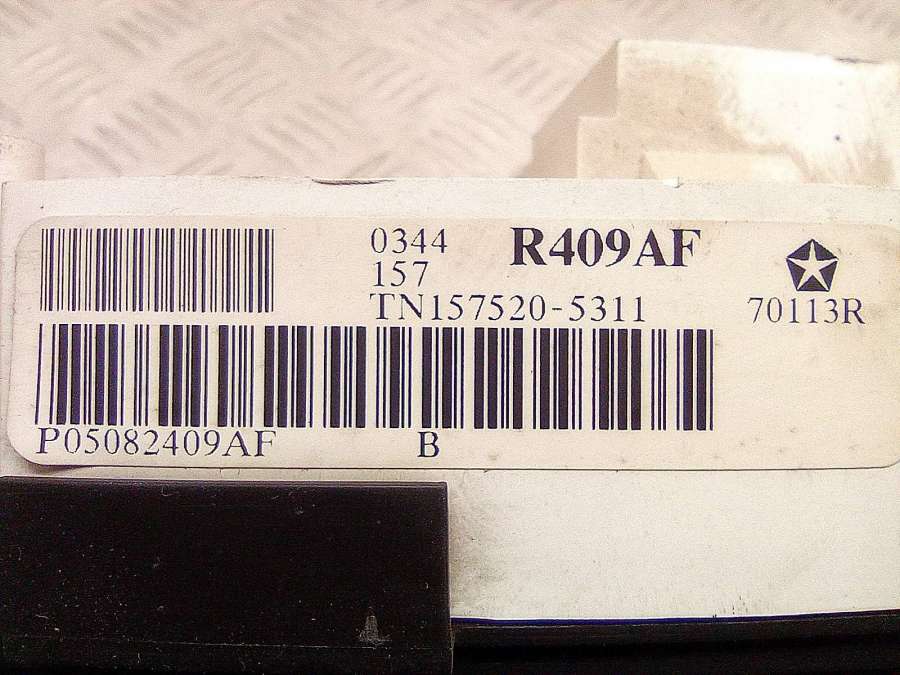 0344 R409AF
157
TN157520-5311 70113R
P05082409AF B